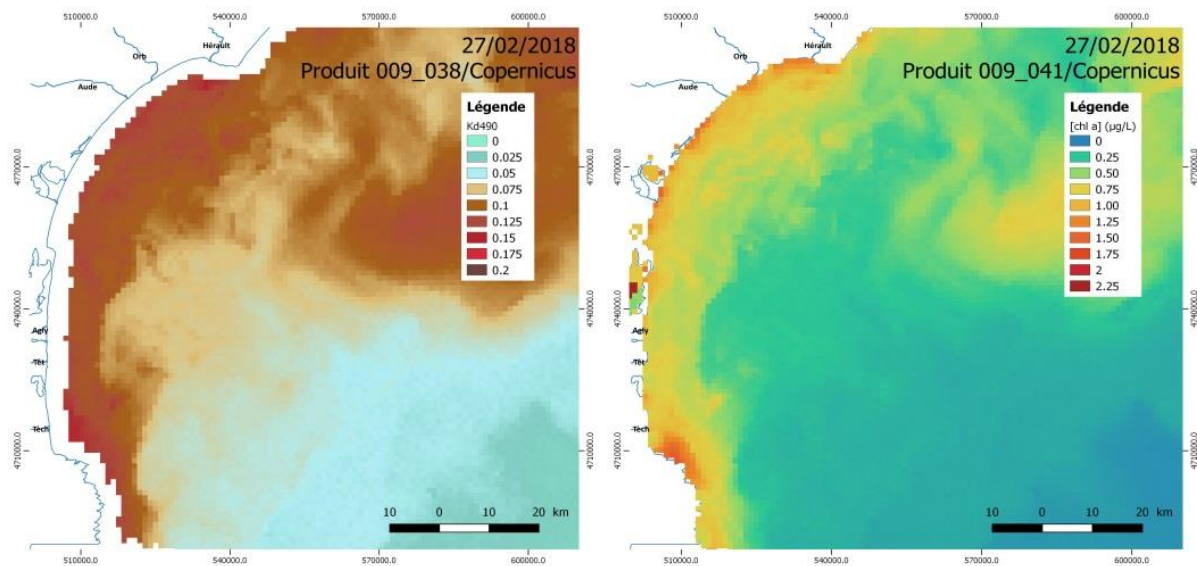 510000.0 540000.0 570000.0 600000.0
27/02/2018
Produit 009_038/Copernicus
Hérault
Orb
Aude
Agly
Têt
Tech
Légende
Kd490
0
0.025
0.05
0.075
0.1
0.125
0.15
0.175
0.2
4770000.0
4740000.0
4710000.0
4770000.0
4740000.0
4710000.0
10 0 10 20 km
510000.0 540000.0 570000.0 600000.0
510000.0 540000.0 570000.0 600000.0
27/02/2018
Produit 009_041/Copernicus
Hérault
Orb
Aude
Agly
Têt
Tech
Légende
[chl a] (µg/L)
0
0.25
0.50
0.75
1.00
1.25
1.50
1.75
2
2.25
4770000.0
4740000.0
4710000.0
10 0 10 20 km
510000.0 540000.0 570000.0 600000.0